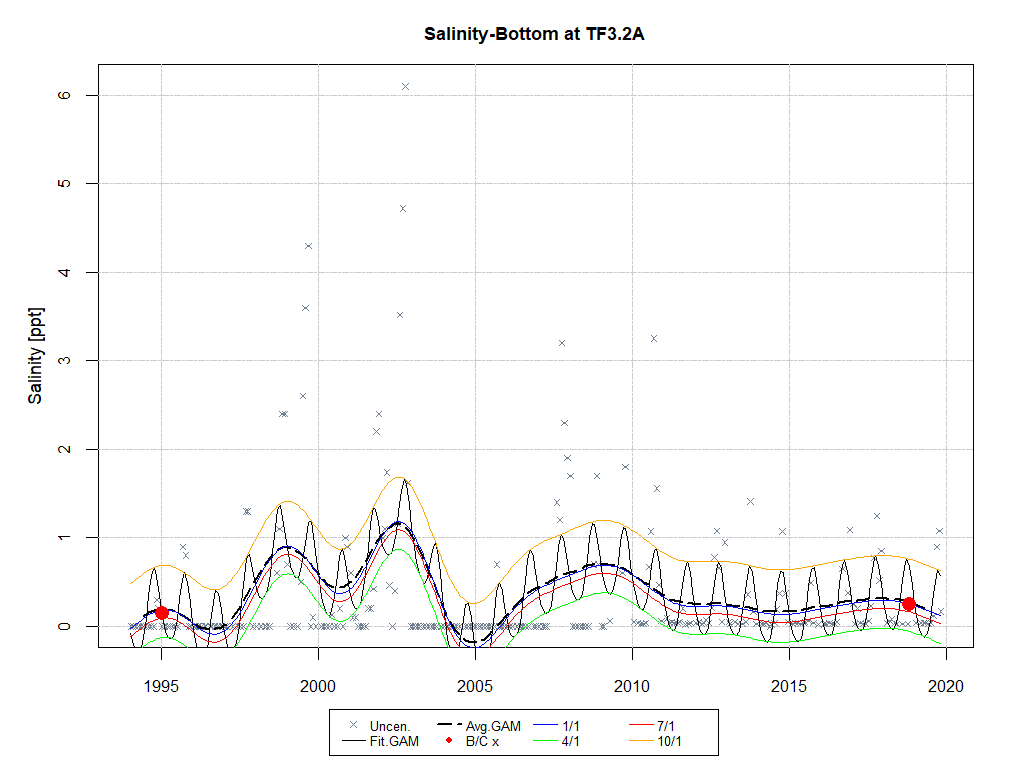 Salinity-Bottom at TF3.2A
Salinity [ppt]
6
5
4
3
2
1
0
1995 2000 2005 2010 2015 2020
Uncen. Avg.GAM 1/1 7/1
Fit.GAM B/C x 4/1 10/1